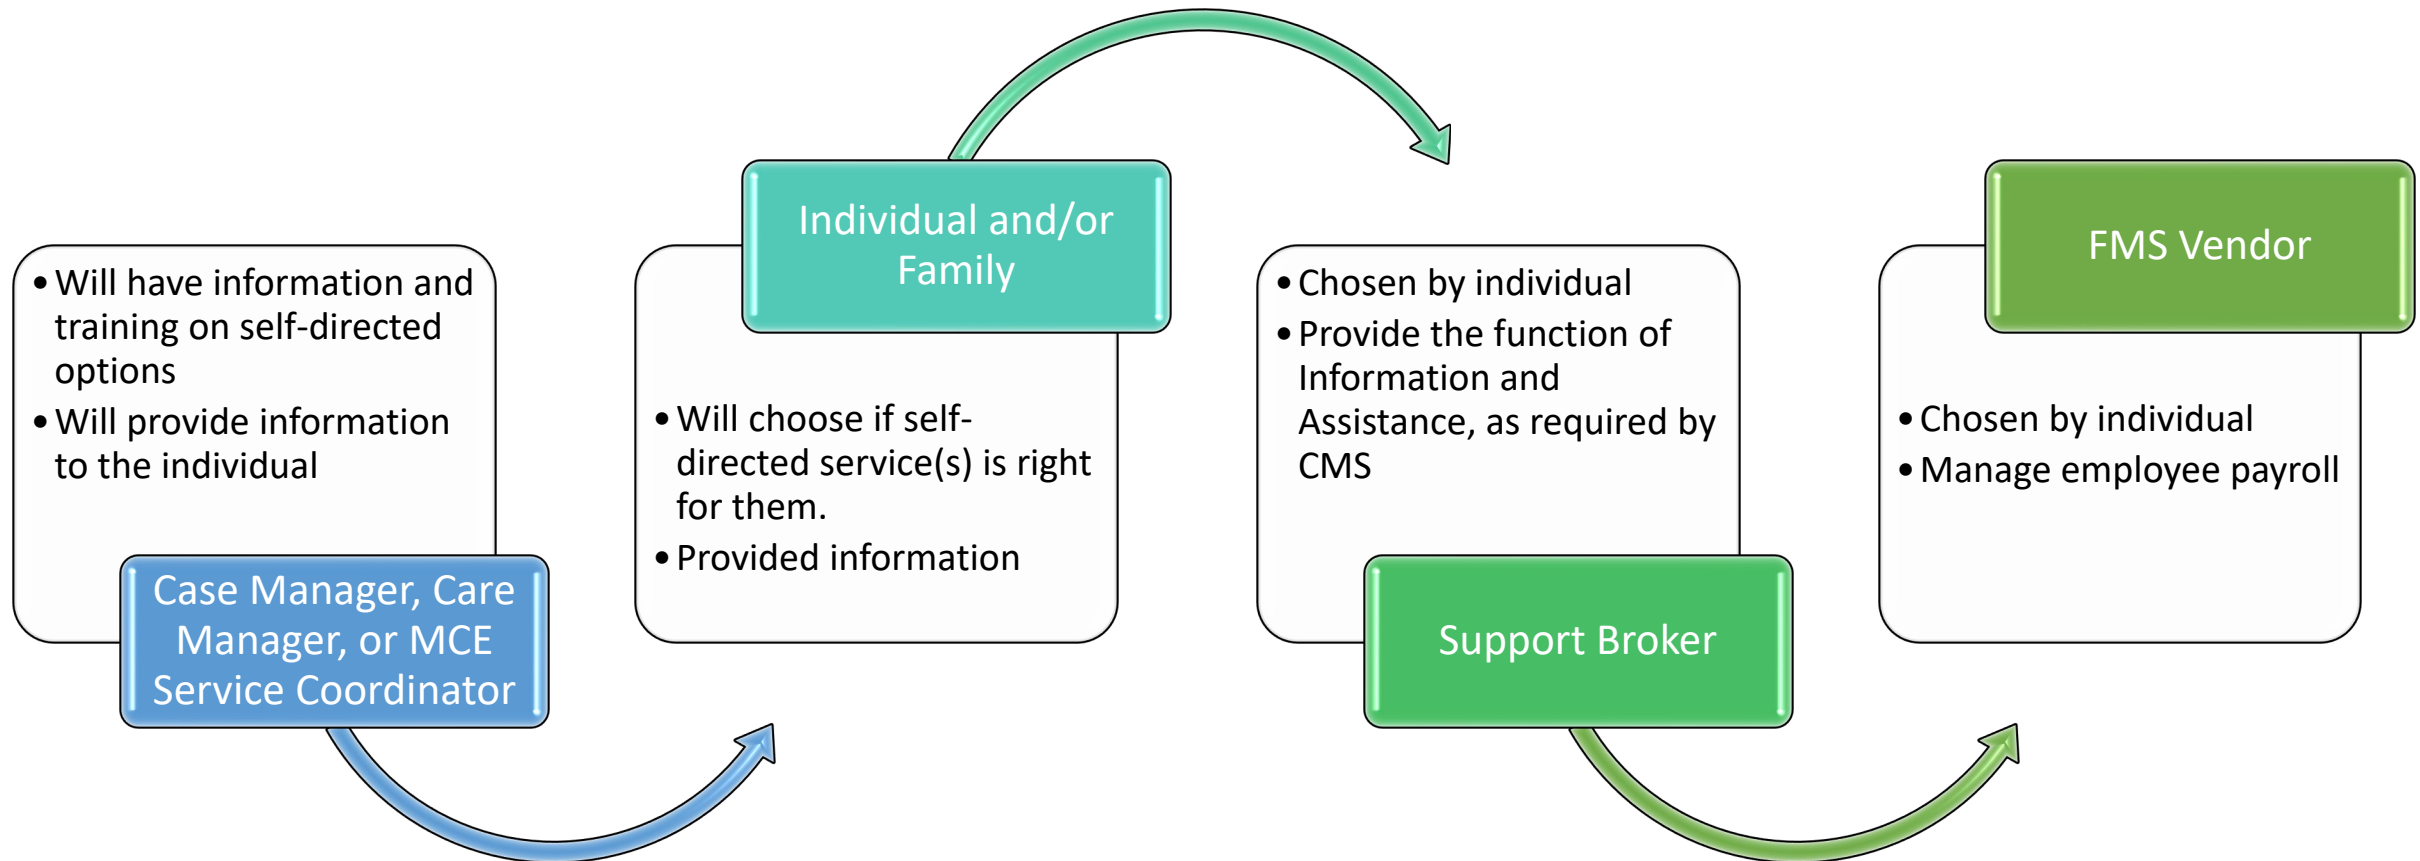 • Will have information and
training on self-directed
options
• Will provide information
to the individual
Case Manager, Care
Manager, or MCE
Service Coordinator
Individual and/or
Family
• Will choose if self-
directed service(s) is right
for them.
• Provided information
• Chosen by individual
• Provide the function of
Information and
Assistance, as required by
CMS
Support Broker
FMS Vendor
• Chosen by individual
• Manage employee payroll